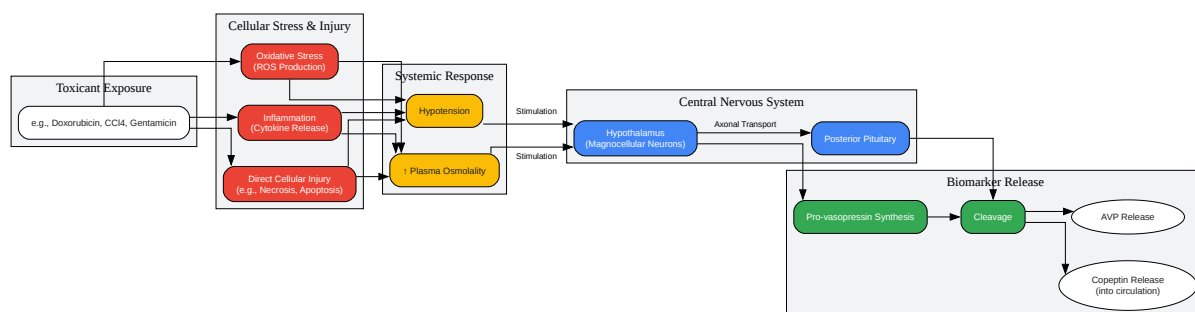 Toxicant Exposure
e.g., Doxorubicin, CCl4, Gentamicin
Cellular Stress & Injury
Oxidative Stress
(ROS Production)
Inflammation
(Cytokine Release)
Direct Cellular Injury
(e.g., Necrosis, Apoptosis)
Systemic Response
Hypotension
↑ Plasma Osmolality
Stimulation
Stimulation
Central Nervous System
Hypothalamus
(Magnocellular Neurons)
Axonal Transport
Posterior Pituitary
Biomarker Release
Pro-vasopressin Synthesis
Cleavage
AVP Release
Copeptin Release
(into circulation)